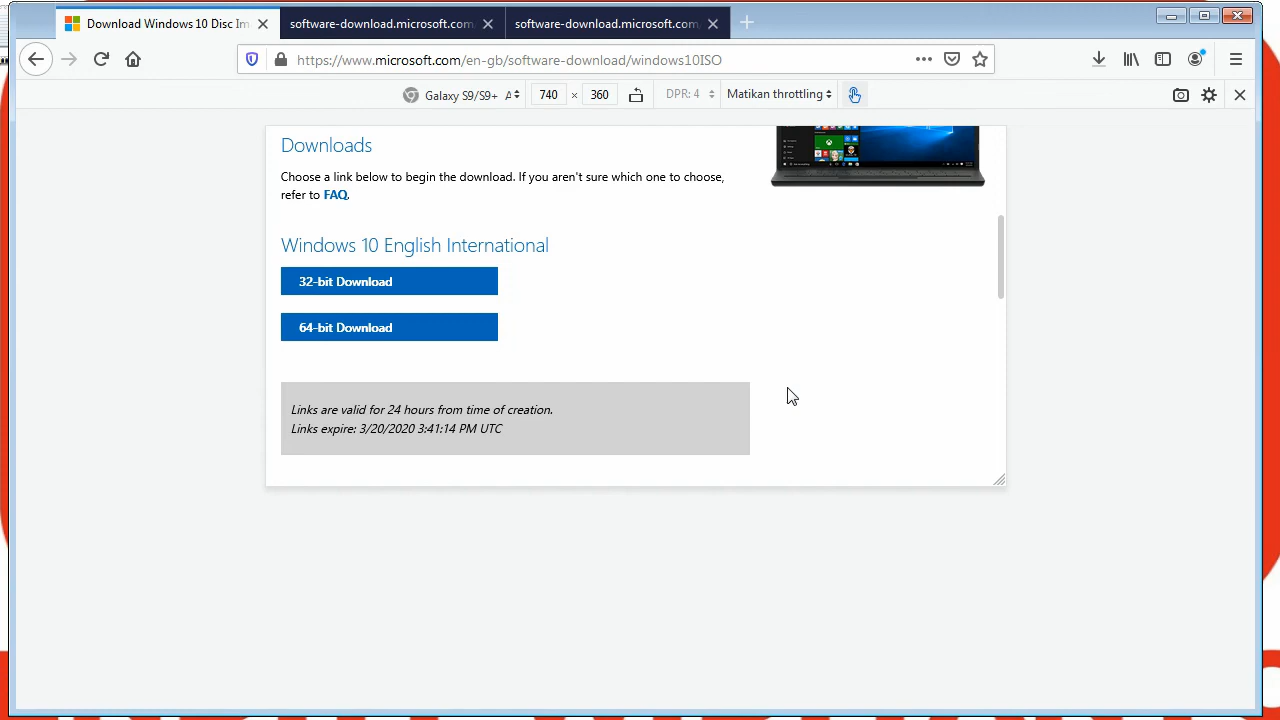 Download Windows 10 Disc Im
software-download.microsoft.com
software-download.microsoft.com
https://www.microsoft.com/en-gb/software-download/windows10ISO
Galaxy S9/S9+ A
740 × 360
DPR: 4
Matikan throttling
Downloads
Choose a link below to begin the download. If you aren't sure which one to choose,
refer to FAQ.
Windows 10 English International
32-bit Download
64-bit Download
Links are valid for 24 hours from time of creation.
Links expire: 3/20/2020 3:41:14 PM UTC